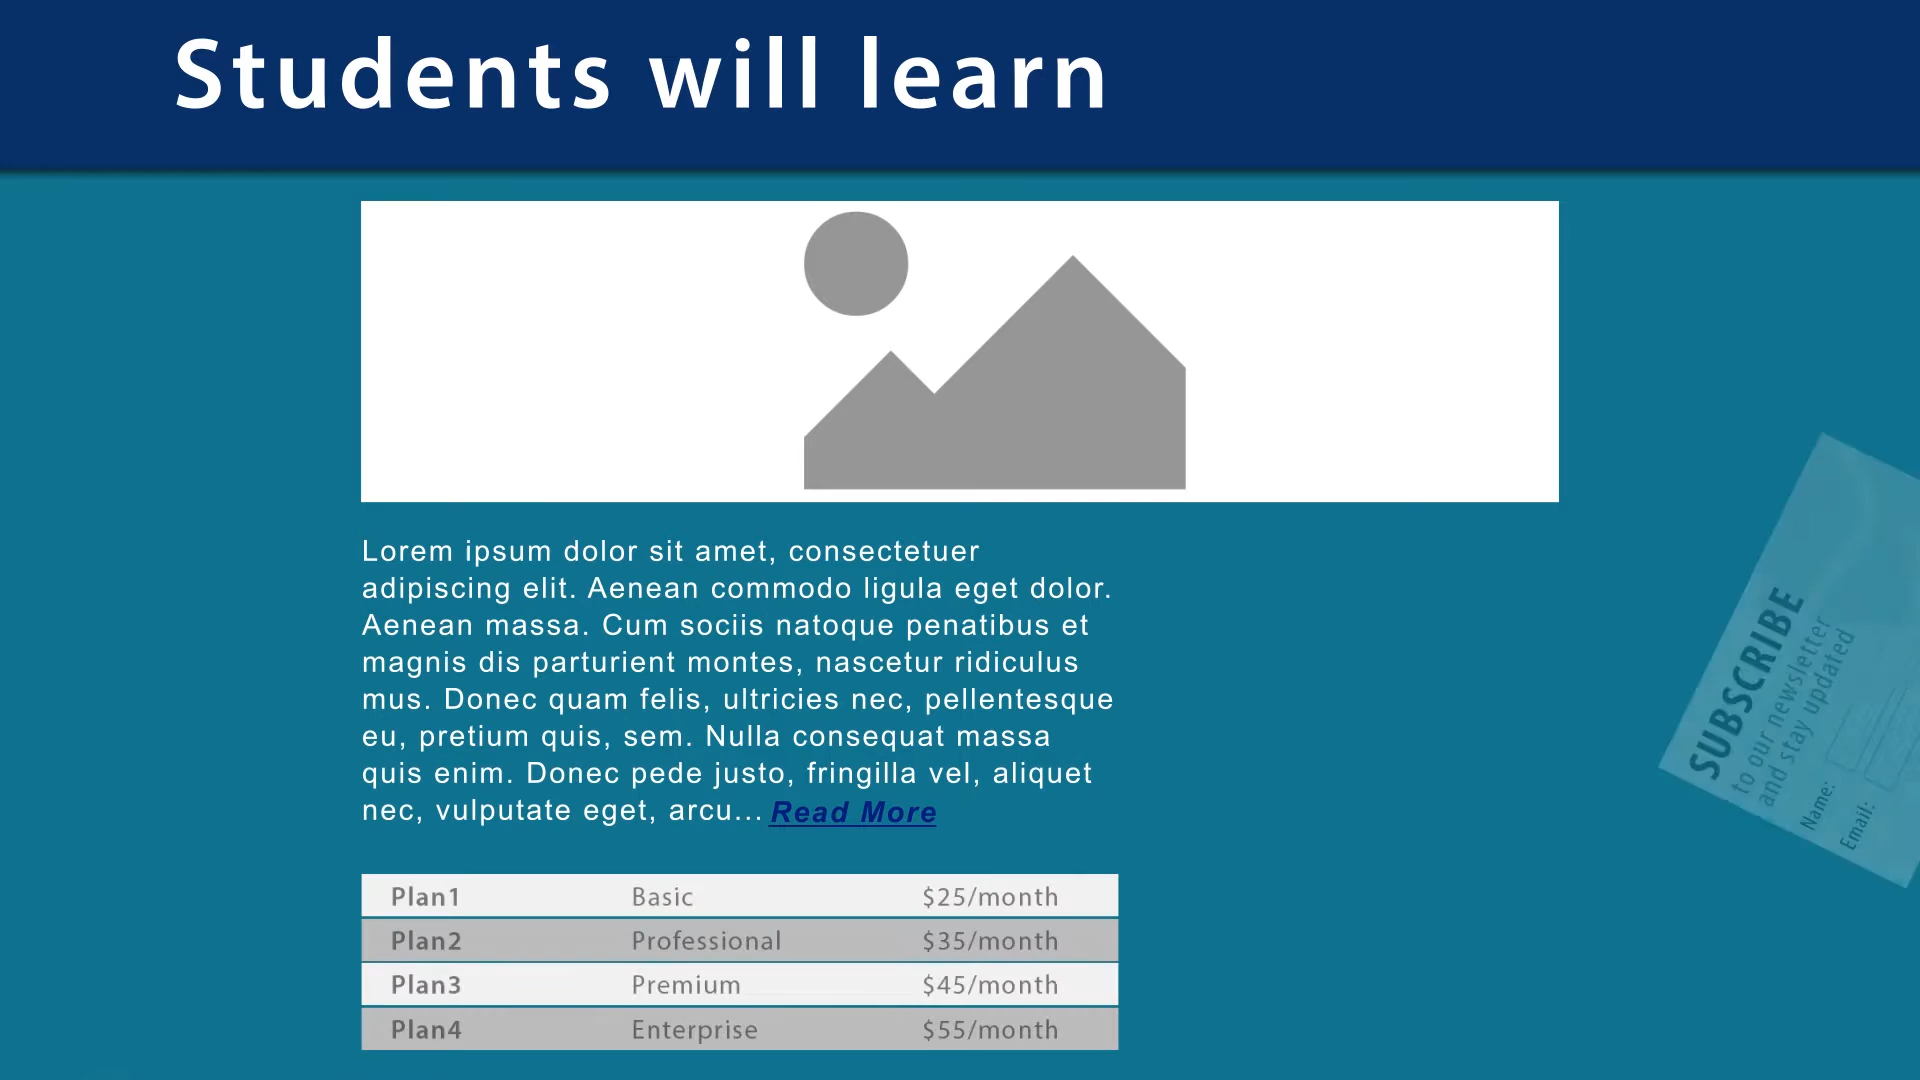 Students will learn
Lorem ipsum dolor sit amet, consectetuer
adipiscing elit. Aenean commodo ligula eget dolor.
Aenean massa. Cum sociis natoque penatibus et
magnis dis parturient montes, nascetur ridiculus
mus. Donec quam felis, ultricies nec, pellentesque
eu, pretium quis, sem. Nulla consequat massa
quis enim. Donec pede justo, fringilla vel, aliquet
nec, vulputate eget, arcu... Read More
Plan1 Basic $25/month
Plan2 Professional $35/month
Plan3 Premium $45/month
Plan4 Enterprise $55/month
SUBSCRIBE
to our newsletter
and stay updated
Name:
Email: